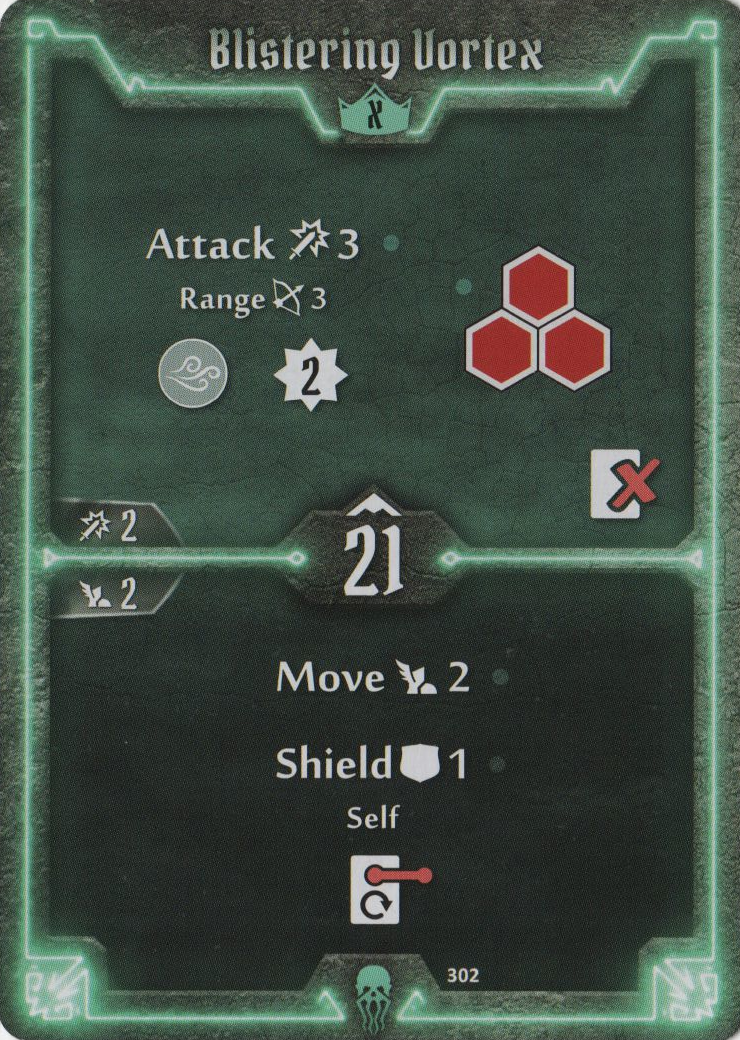 Blistering Vortex
X
Attack 3
Range 3
2
2
21
2
Move 2
Shield 1
Self
302